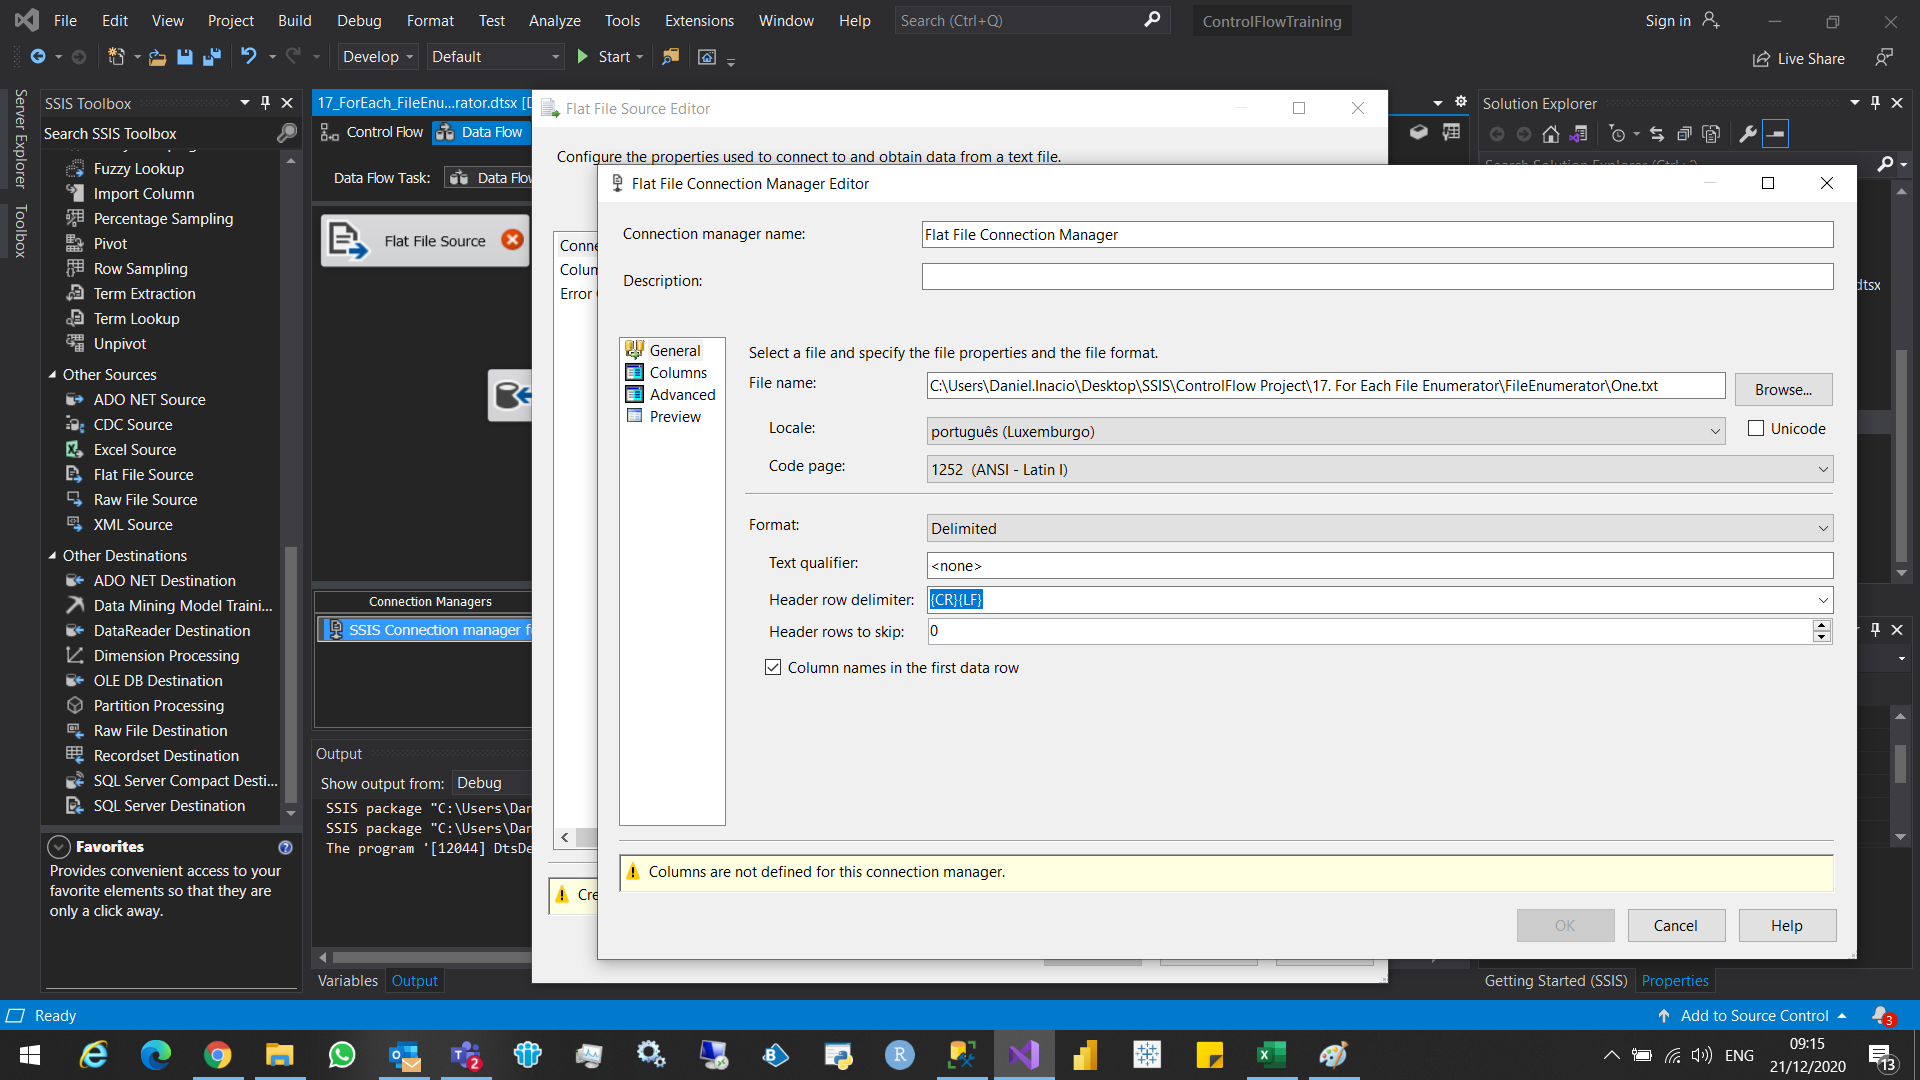 File Edit View Project Build Debug Format Test Analyze Tools Extensions Window Help Search (Ctrl+Q) ControlFlowTraining Sign in
Develop Default Start Live Share
Server Explorer
Toolbox
SSIS Toolbox
Search SSIS Toolbox
Fuzzy Lookup
Import Column
Percentage Sampling
Pivot
Row Sampling
Term Extraction
Term Lookup
Unpivot
Other Sources
ADO NET Source
CDC Source
Excel Source
Flat File Source
Raw File Source
XML Source
Other Destinations
ADO NET Destination
Data Mining Model Traini...
DataReader Destination
Dimension Processing
OLE DB Destination
Partition Processing
Raw File Destination
Recordset Destination
SQL Server Compact Desti...
SQL Server Destination
Favorites
Provides convenient access to your
favorite elements so that they are
only a click away.
17_ForEach_FileEnu...rator.dtsx [D
Control Flow Data Flow
Data Flow Task: Data Flow
Flat File Source
Connection Managers
SSIS Connection manager f
Output
Show output from: Debug
SSIS package "C:\Users\Dan
SSIS package "C:\Users\Dan
The program '[12044] DtsDe
Variables Output
Flat File Source Editor
Configure the properties used to connect to and obtain data from a text file.
Conne
Colum
Error
Cre
Flat File Connection Manager Editor
Connection manager name: Flat File Connection Manager
Description:
General
Columns
Advanced
Preview
Select a file and specify the file properties and the file format.
File name: C:\Users\Daniel.Inacio\Desktop\SSIS\ControlFlow Project\17. For Each File Enumerator\FileEnumerator\One.txt Browse...
Locale: português (Luxemburgo) Unicode
Code page: 1252 (ANSI - Latin I)
Format: Delimited
Text qualifier: <none>
Header row delimiter: {CR}{LF}
Header rows to skip: 0
Column names in the first data row
Columns are not defined for this connection manager.
OK Cancel Help
Solution Explorer
Search Solution Explorer (Ctrl+
dtsx
Getting Started (SSIS) Properties
Ready Add to Source Control 3
2 ENG 09:15
21/12/2020 13